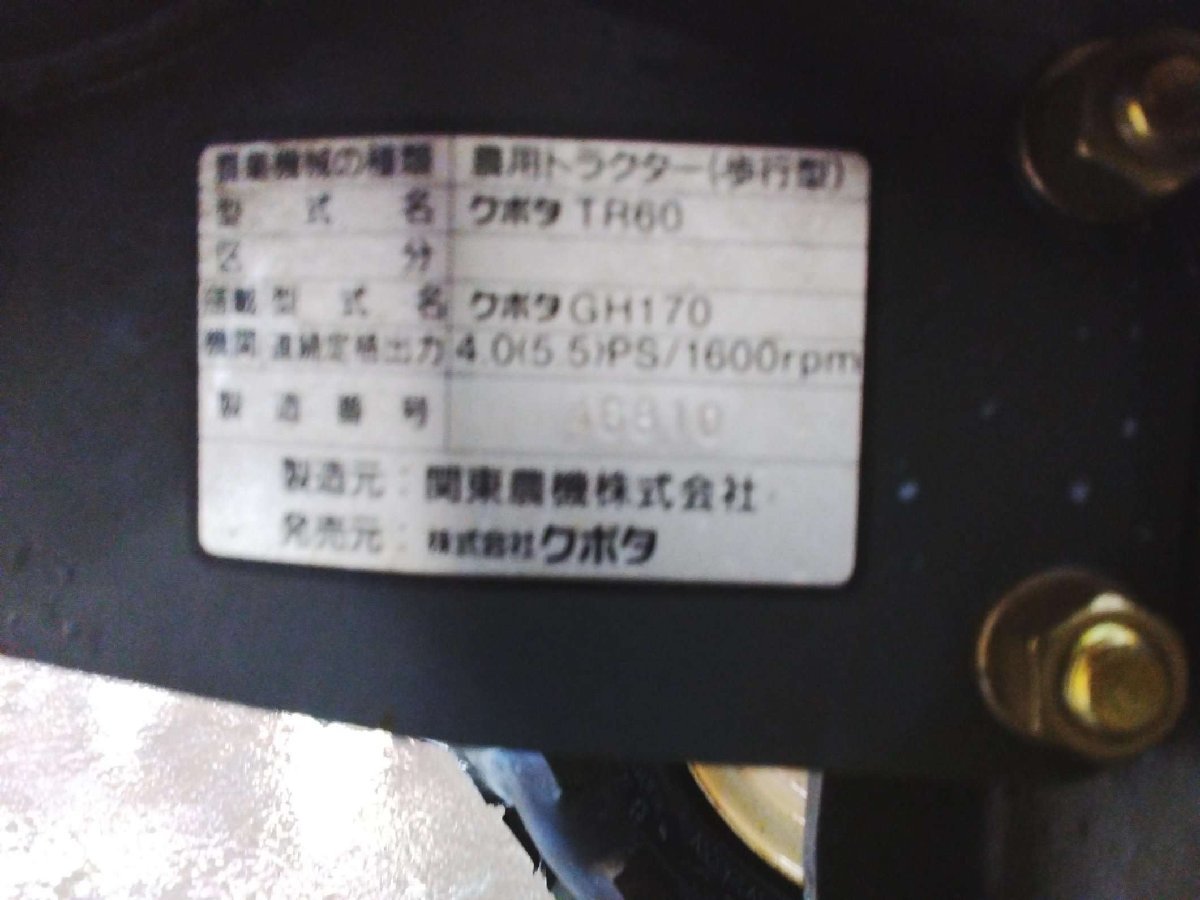 農業機械の種類 農用トラクター(歩行型)
型式名 クボタ TR60
区分
搭載型式名 クボタ GH170
機関 連続定格出力 4.0(5.5)PS/1600rpm
製造番号
製造元：関東農機株式会社
発売元：株式会社クボタ